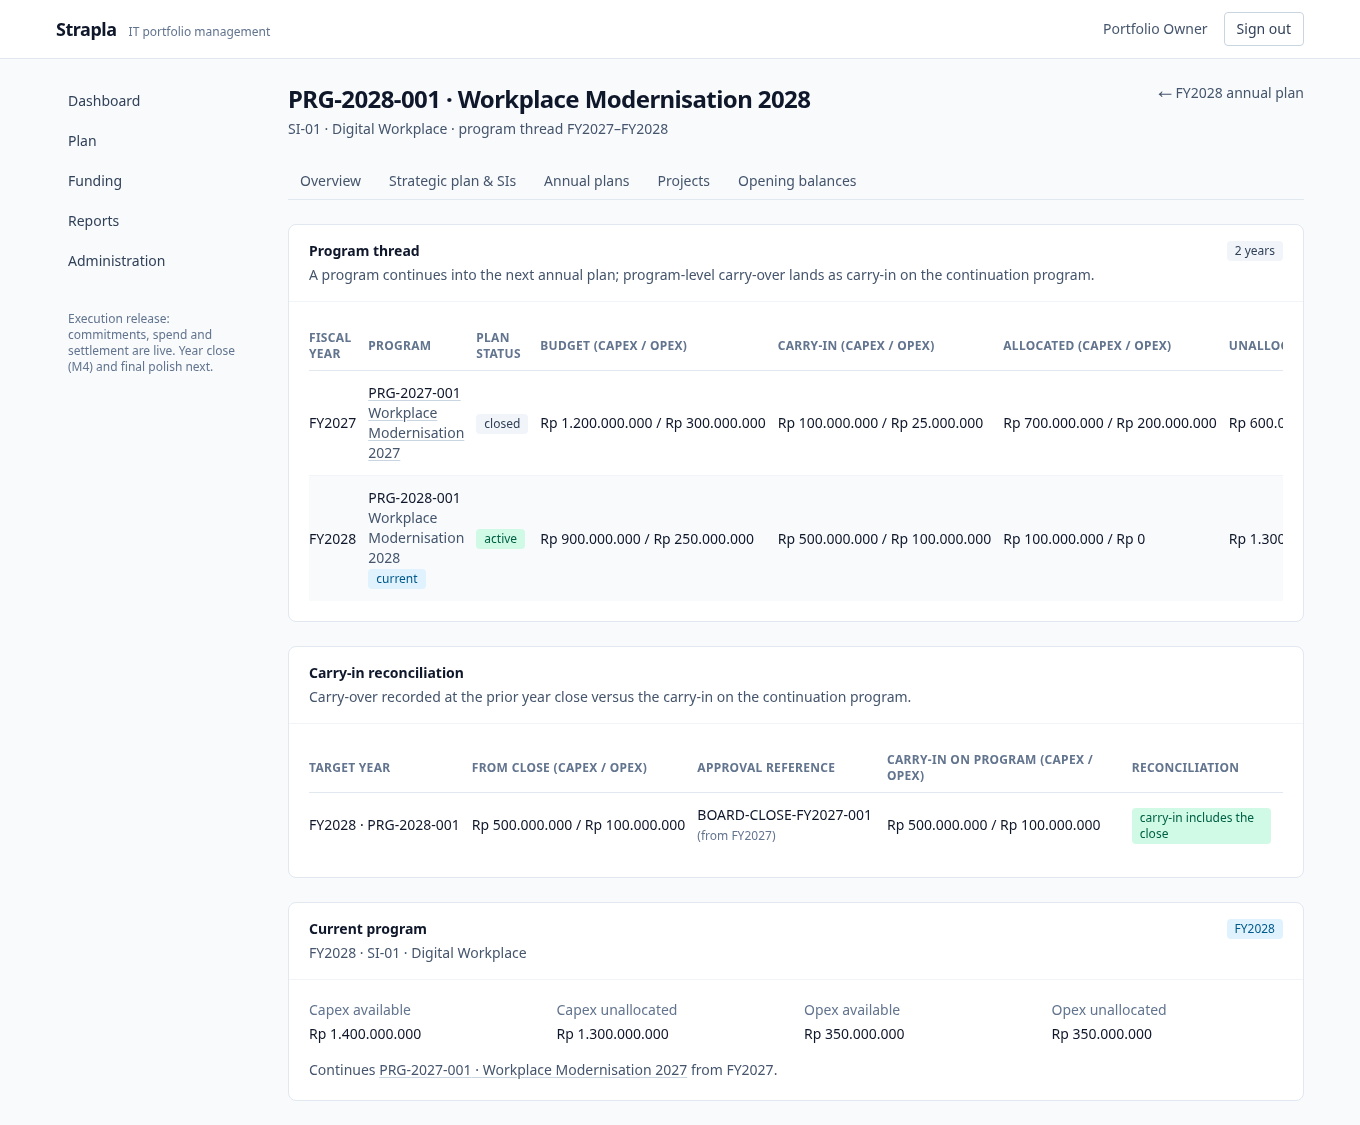 Strapla IT portfolio management
Portfolio Owner Sign out
Dashboard
Plan
Funding
Reports
Administration
Execution release:
commitments, spend and
settlement are live. Year close
(M4) and final polish next.
PRG-2028-001 · Workplace Modernisation 2028
← FY2028 annual plan
SI-01 · Digital Workplace · program thread FY2027–FY2028
Overview Strategic plan & SIs Annual plans Projects Opening balances
Program thread 2 years
A program continues into the next annual plan; program-level carry-over lands as carry-in on the continuation program.
FISCAL YEAR PROGRAM PLAN STATUS BUDGET (CAPEX / OPEX) CARRY-IN (CAPEX / OPEX) ALLOCATED (CAPEX / OPEX)
FY2027 PRG-2027-001 Workplace Modernisation 2027 closed Rp 1.200.000.000 / Rp 300.000.000 Rp 100.000.000 / Rp 25.000.000 Rp 700.000.000 / Rp 200.000.000 Rp 600.0
FY2028 PRG-2028-001 Workplace Modernisation 2028 current active Rp 900.000.000 / Rp 250.000.000 Rp 500.000.000 / Rp 100.000.000 Rp 100.000.000 / Rp 0 Rp 1.300
Carry-in reconciliation
Carry-over recorded at the prior year close versus the carry-in on the continuation program.
TARGET YEAR FROM CLOSE (CAPEX / OPEX) APPROVAL REFERENCE CARRY-IN ON PROGRAM (CAPEX / OPEX) RECONCILIATION
FY2028 · PRG-2028-001 Rp 500.000.000 / Rp 100.000.000 BOARD-CLOSE-FY2027-001 (from FY2027) Rp 500.000.000 / Rp 100.000.000 carry-in includes the close
Current program FY2028
FY2028 · SI-01 · Digital Workplace
Capex available Capex unallocated Opex available Opex unallocated
Rp 1.400.000.000 Rp 1.300.000.000 Rp 350.000.000 Rp 350.000.000
Continues PRG-2027-001 · Workplace Modernisation 2027 from FY2027.